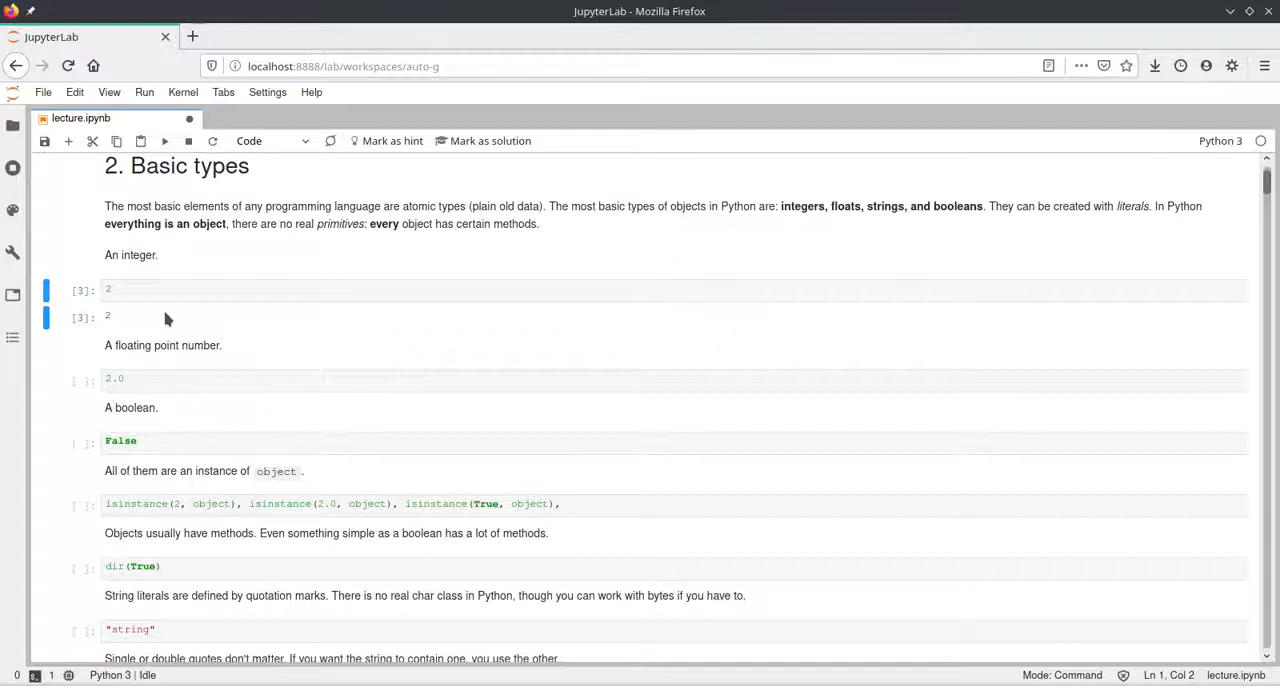 JupyterLab - Mozilla Firefox
JupyterLab
localhost:8888/lab/workspaces/auto-g
File Edit View Run Kernel Tabs Settings Help
lecture.ipynb
Code Mark as hint Mark as solution Python 3
2. Basic types
The most basic elements of any programming language are atomic types (plain old data). The most basic types of objects in Python are: integers, floats, strings, and booleans. They can be created with literals. In Python
everything is an object, there are no real primitives: every object has certain methods.
An integer.
[3]: 2
[3]: 2
A floating point number.
[ ]: 2.0
A boolean.
[ ]: False
All of them are an instance of object .
[ ]: isinstance(2, object), isinstance(2.0, object), isinstance(True, object),
Objects usually have methods. Even something simple as a boolean has a lot of methods.
[ ]: dir(True)
String literals are defined by quotation marks. There is no real char class in Python, though you can work with bytes if you have to.
[ ]: "string"
Single or double quotes don't matter. If you want the string to contain one, you use the other
0 1 Python 3 | Idle Mode: Command Ln 1, Col 2 lecture.ipynb